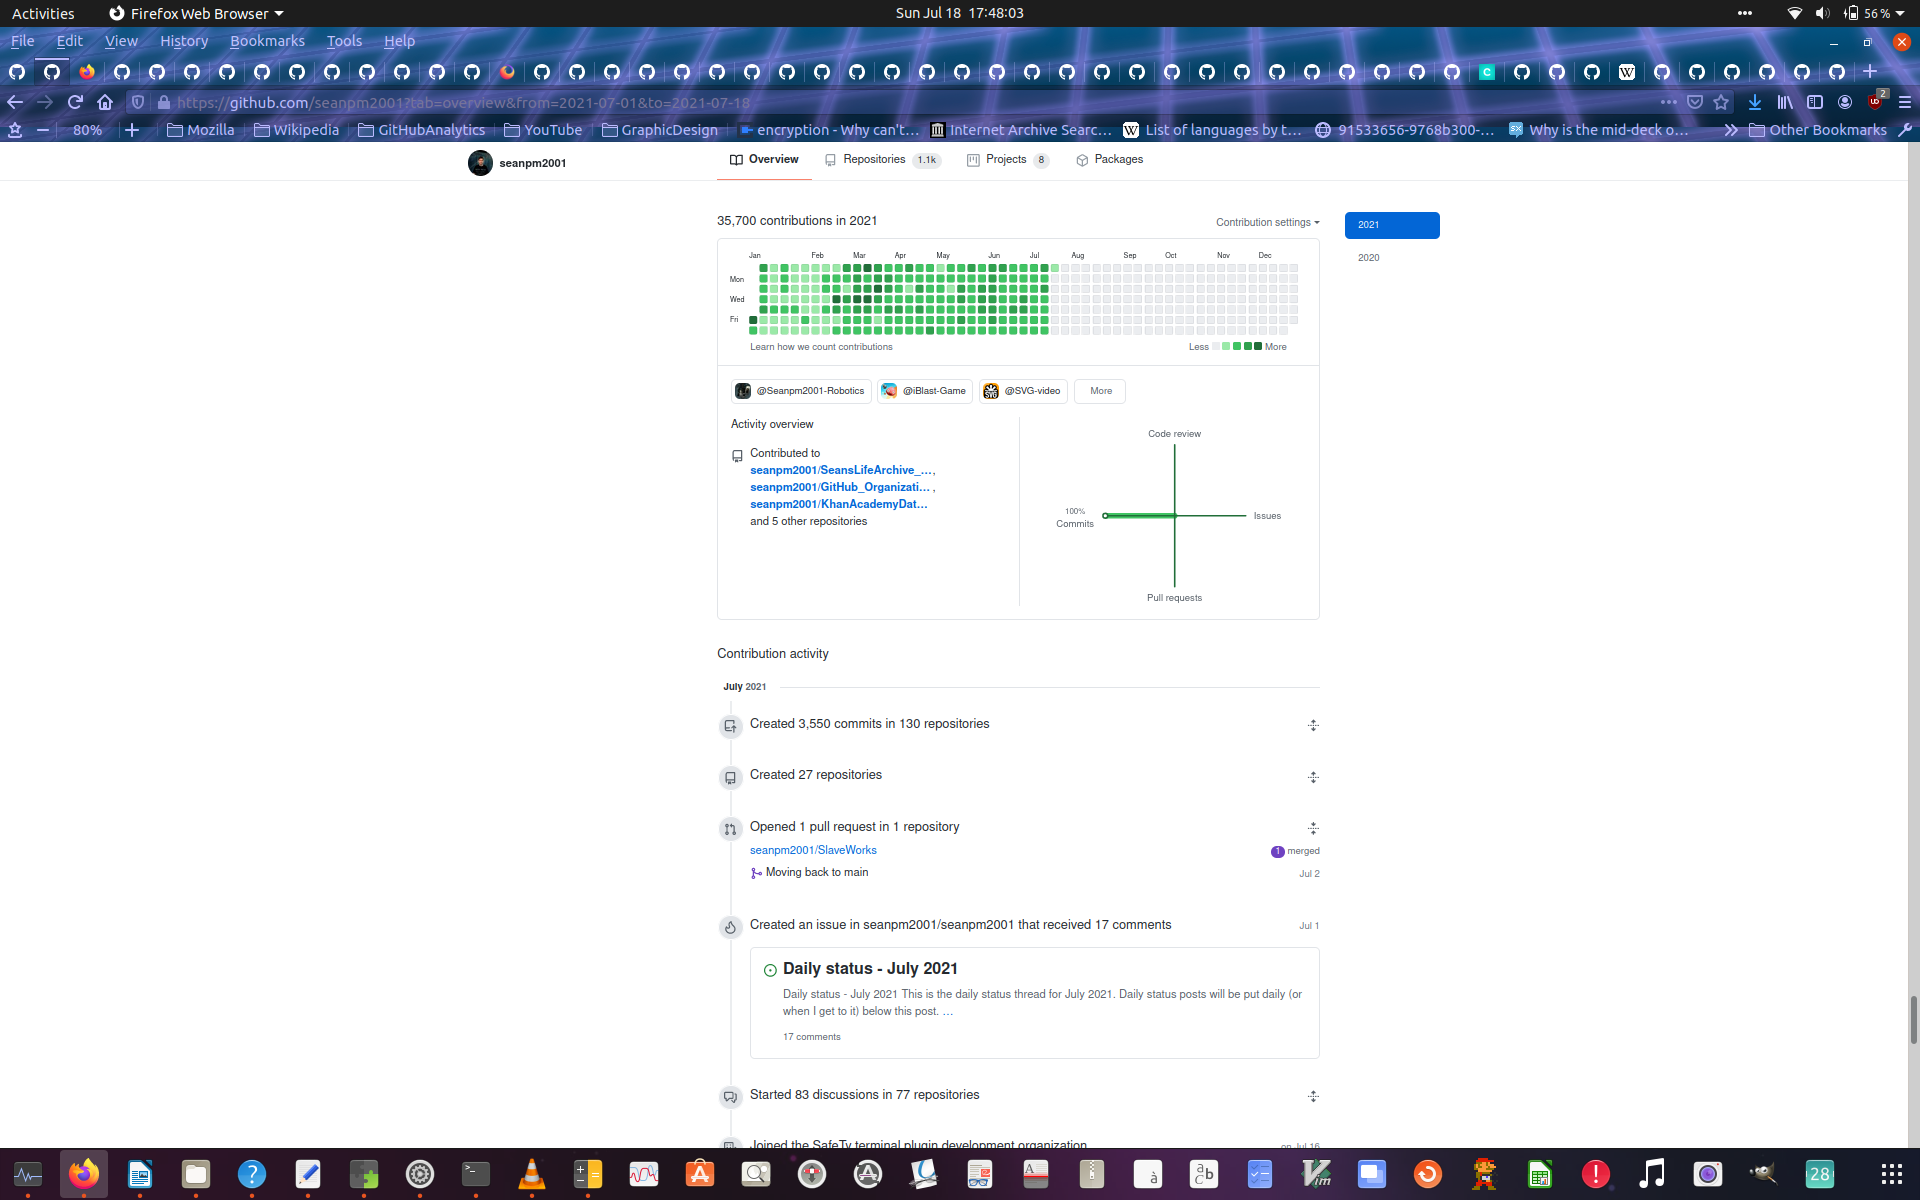 Activities Firefox Web Browser Sun Jul 18 17:48:03 56 %
File Edit View History Bookmarks Tools Help
https://github.com/seanpm2001?tab=overview&from=2021-07-01&to=2021-07-18 2
80% Mozilla Wikipedia GitHubAnalytics YouTube GraphicDesign encryption - Why can't… Internet Archive Searc… List of languages by t… 91533656-9768b300-… Why is the mid-deck o… Other Bookmarks
seanpm2001 Overview Repositories 1.1k Projects 8 Packages
35,700 contributions in 2021 Contribution settings 2021
2020
Jan Feb Mar Apr May Jun Jul Aug Sep Oct Nov Dec
Mon
Wed
Fri
Learn how we count contributions Less More
@Seanpm2001-Robotics @iBlast-Game @SVG-video More
Activity overview
Contributed to
seanpm2001/SeansLifeArchive_…,
seanpm2001/GitHub_Organizati… ,
seanpm2001/KhanAcademyDat…
and 5 other repositories
Code review
100%
Commits
Issues
Pull requests
Contribution activity
July 2021
Created 3,550 commits in 130 repositories
Created 27 repositories
Opened 1 pull request in 1 repository
seanpm2001/SlaveWorks 1 merged
Moving back to main Jul 2
Created an issue in seanpm2001/seanpm2001 that received 17 comments Jul 1
Daily status - July 2021
Daily status - July 2021 This is the daily status thread for July 2021. Daily status posts will be put daily (or
when I get to it) below this post. …
17 comments
Started 83 discussions in 77 repositories
Joined the SafeTy terminal plugin development organization on Jul 16
28